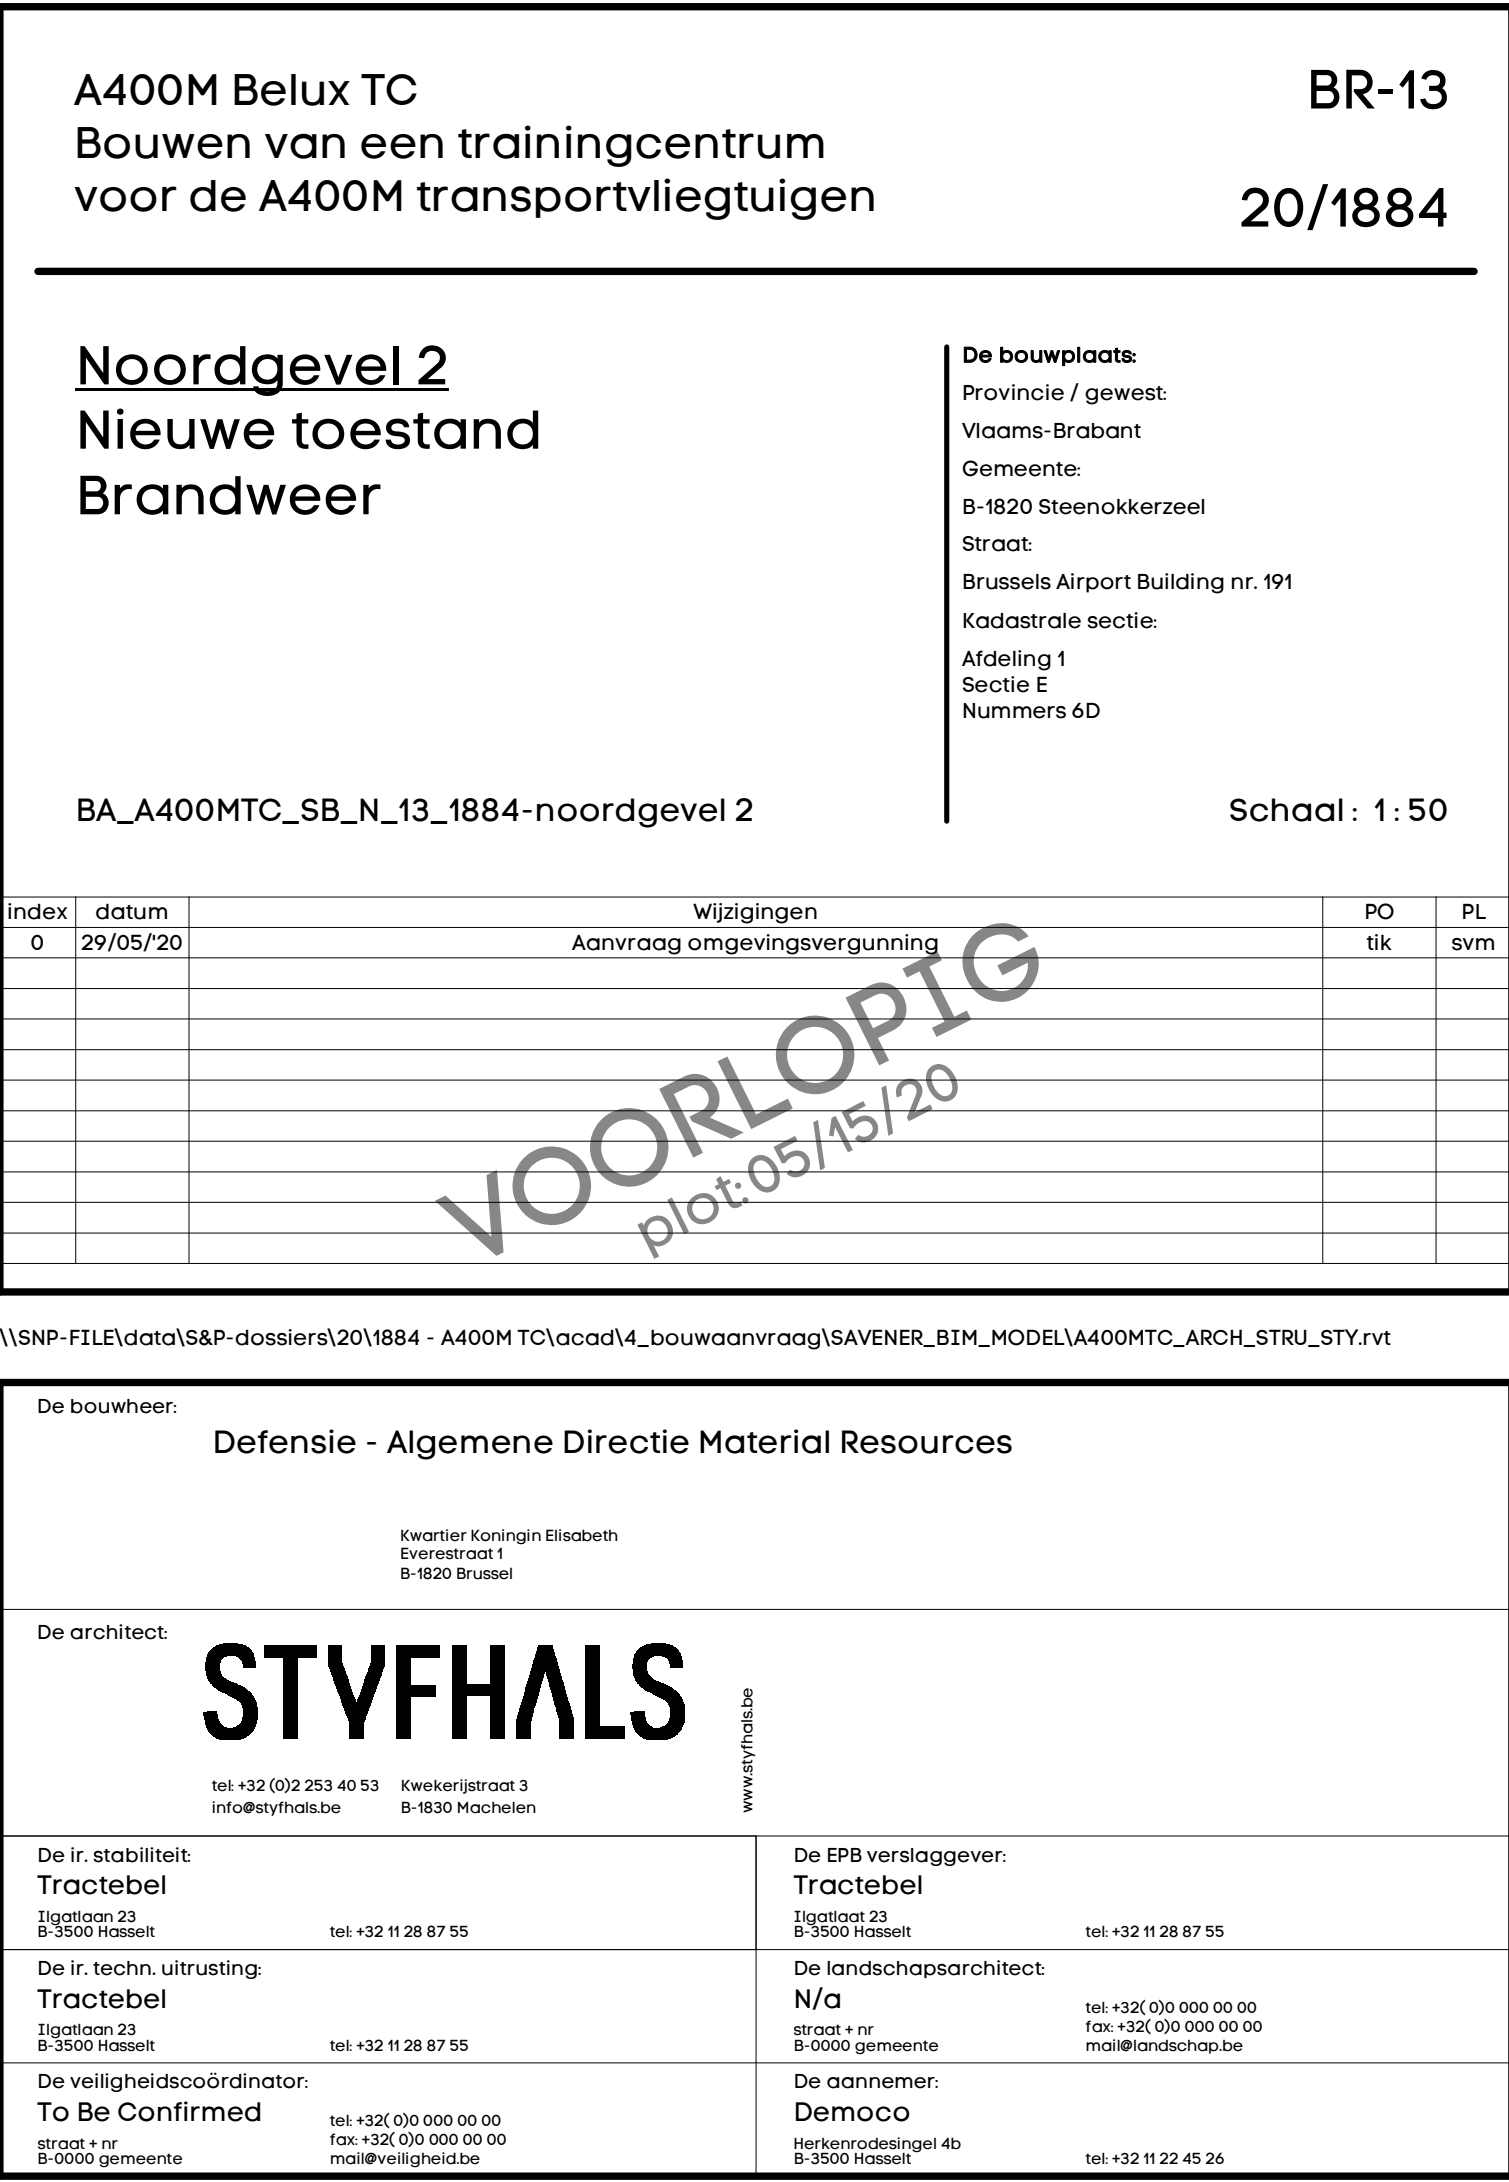 A400M Belux TC
Bouwen van een trainingcentrum
voor de A400M transportvliegtuigen
BR-13
20/1884
Noordgevel 2
Nieuwe toestand
Brandweer
De bouwplaats:
Provincie / gewest:
Vlaams-Brabant
Gemeente:
B-1820 Steenokkerzeel
Straat:
Brussels Airport Building nr. 191
Kadastrale sectie:
Afdeling 1
Sectie E
Nummers 6D
BA_A400MTC_SB_N_13_1884-noordgevel 2
Schaal : 1 : 50
index datum Wijzigingen PO PL
0 29/05/'20 Aanvraag omgevingsvergunning tik svm
VOORLOPIG
plot: 05/15/20
\\SNP-FILE\data\S&P-dossiers\20\1884 - A400M TC\acad\4_bouwaanvraag\SAVENER_BIM_MODEL\A400MTC_ARCH_STRU_STY.rvt
De bouwheer:
Defensie - Algemene Directie Material Resources
Kwartier Koningin Elisabeth
Everestraat 1
B-1820 Brussel
De architect:
STYFHALS
www.styfhals.be
tel: +32 (0)2 253 40 53 Kwekerijstraat 3
info@styfhals.be B-1830 Machelen
De ir. stabiliteit:
Tractebel
Ilgatlaan 23
B-3500 Hasselt tel: +32 11 28 87 55
De EPB verslaggever:
Tractebel
Ilgatlaat 23
B-3500 Hasselt tel: +32 11 28 87 55
De ir. techn. uitrusting:
Tractebel
Ilgatlaan 23
B-3500 Hasselt tel: +32 11 28 87 55
De landschapsarchitect:
N/a
straat + nr
B-0000 gemeente
tel: +32( 0)0 000 00 00
fax: +32( 0)0 000 00 00
mail@landschap.be
De veiligheidscoördinator:
To Be Confirmed
straat + nr
B-0000 gemeente
tel: +32( 0)0 000 00 00
fax: +32( 0)0 000 00 00
mail@veiligheid.be
De aannemer:
Democo
Herkenrodesingel 4b
B-3500 Hasselt tel: +32 11 22 45 26